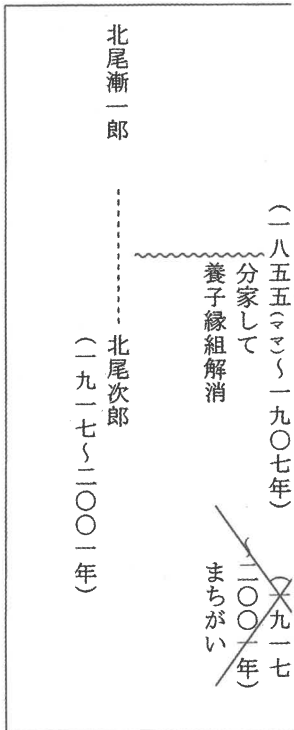 （一八五五（ママ）〜一九〇七年）
（一九一七
〜二〇〇一年）
まちがい
分家して
養子縁組解消
北尾次郎
（一九一七〜二〇〇一年）
北尾漸一郎